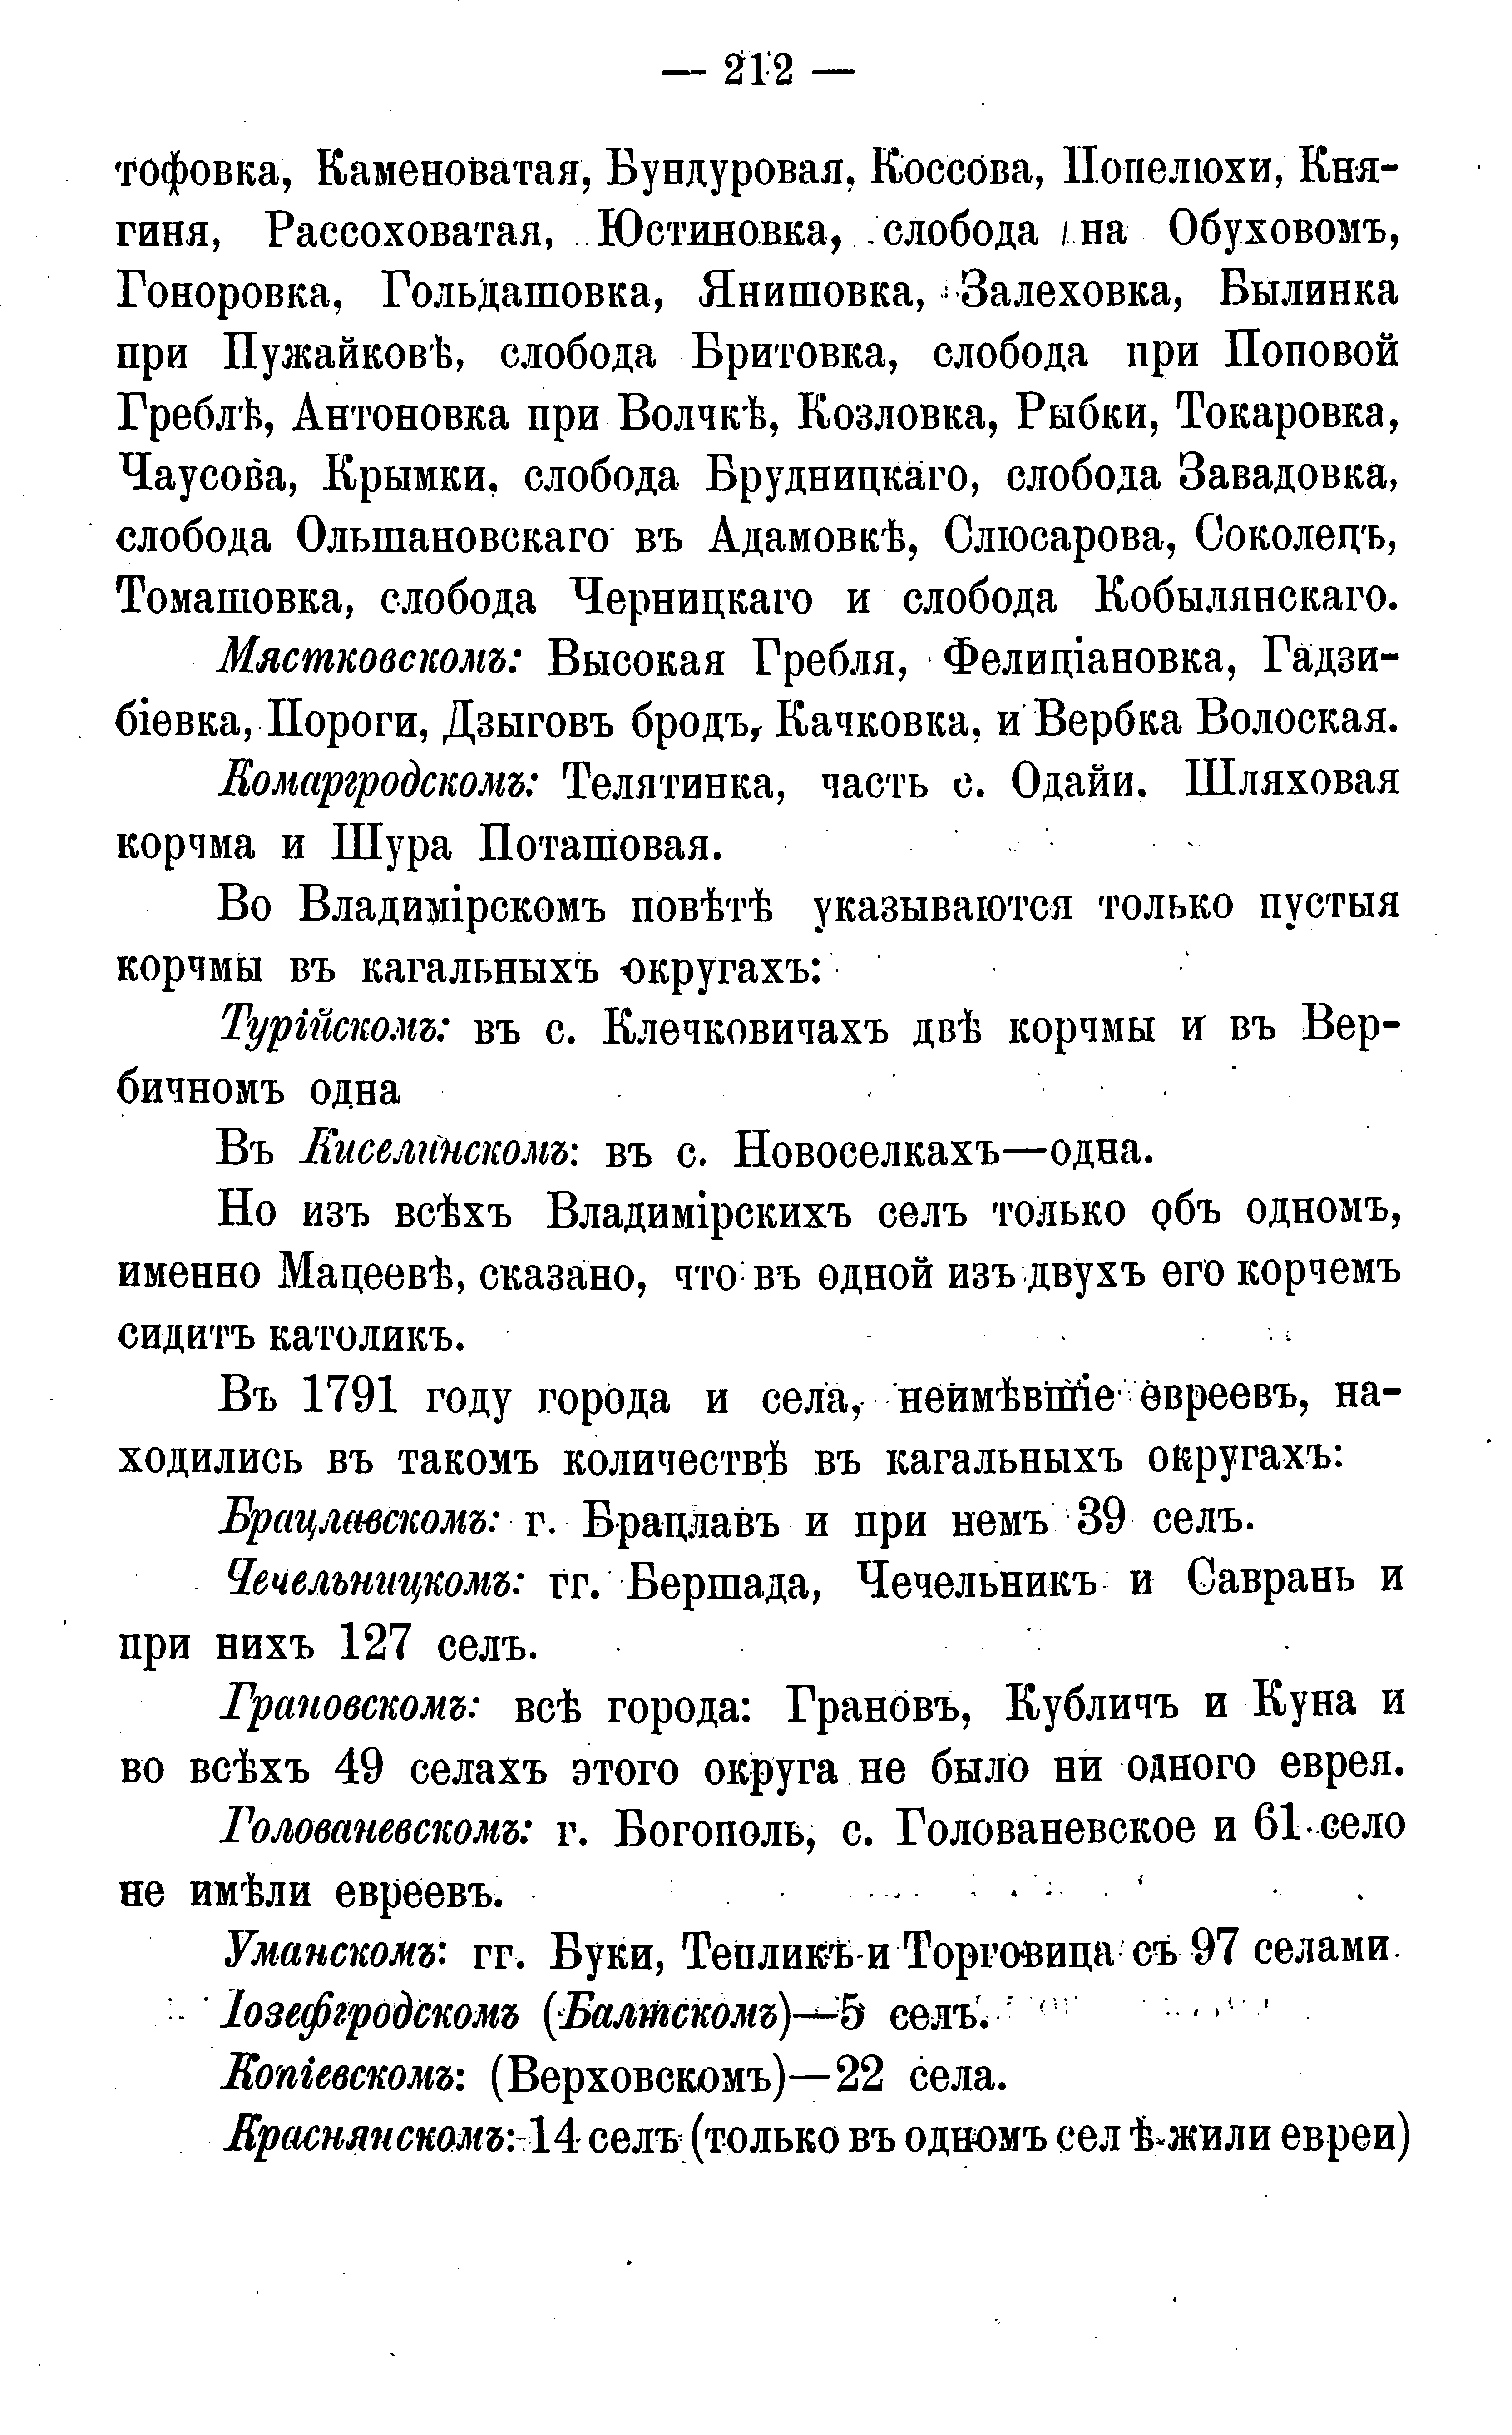 — 212 —
тофовка, Каменоватая, Бундуровая, Коссова, Попелюхи, Кня-
гиня, Рассоховатая, Юстиновка, слобода на Обуховомъ,
Гоноровка, Гольдашовка, Янишовка, Залеховка, Былинка
при Пужайковѣ, слобода Бритовка, слобода при Поповой
Греблѣ, Антоновка при Волчкѣ, Козловка, Рыбки, Токаровка,
Чаусова, Крымки. слобода Брудницкаго, слобода Завадовка,
слобода Ольшановскаго въ Адамовкѣ, Слюсарова, Соколецъ,
Томашовка, слобода Черницкаго и слобода Кобылянскаго.
Мястковскомъ: Высокая Гребля, Фелиціановка, Гадзи-
біевка, Пороги, Дзыговъ бродъ, Качковка, и Вербка Волоская.
Комаргродскомъ: Телятинка, часть с. Одайи. Шляховая
корчма и Шура Поташовая.
Во Владимірскомъ повѣтѣ указываются только пустыя
корчмы въ кагальныхъ округахъ:
Турійскомъ: въ с. Клечковичахъ двѣ корчмы и въ Вер-
бичномъ одна
Въ Киселинскомъ: въ с. Новоселкахъ—одна.
Но изъ всѣхъ Владимірскихъ селъ только объ одномъ,
именно Мацеевѣ, сказано, что въ одной изъ двухъ его корчемъ
сидитъ католикъ.
Въ 1791 году города и села, неимѣвшіе евреевъ, на-
ходились въ такомъ количествѣ въ кагальныхъ округахъ:
Брацлавскомъ: г. Брацлавъ и при немъ 39 селъ.
Чечельницкомъ: гг. Бершада, Чечельникъ и Саврань и
при нихъ 127 селъ.
Грановскомъ: всѣ города: Грановъ, Кубличъ и Куна и
во всѣхъ 49 селахъ этого округа не было ни одного еврея.
Голованевскомъ: г. Богополь, с. Голованевское и 61 село
не имѣли евреевъ.
Уманскомъ: гг. Буки, Тепликъ и Торговица съ 97 селами.
Іозефгродскомъ (Балтскомъ)—5 селъ.
Копіевскомъ: (Верховскомъ)—22 села.
Краснянскомъ: 14 селъ (только въ одномъ селѣ жили евреи)